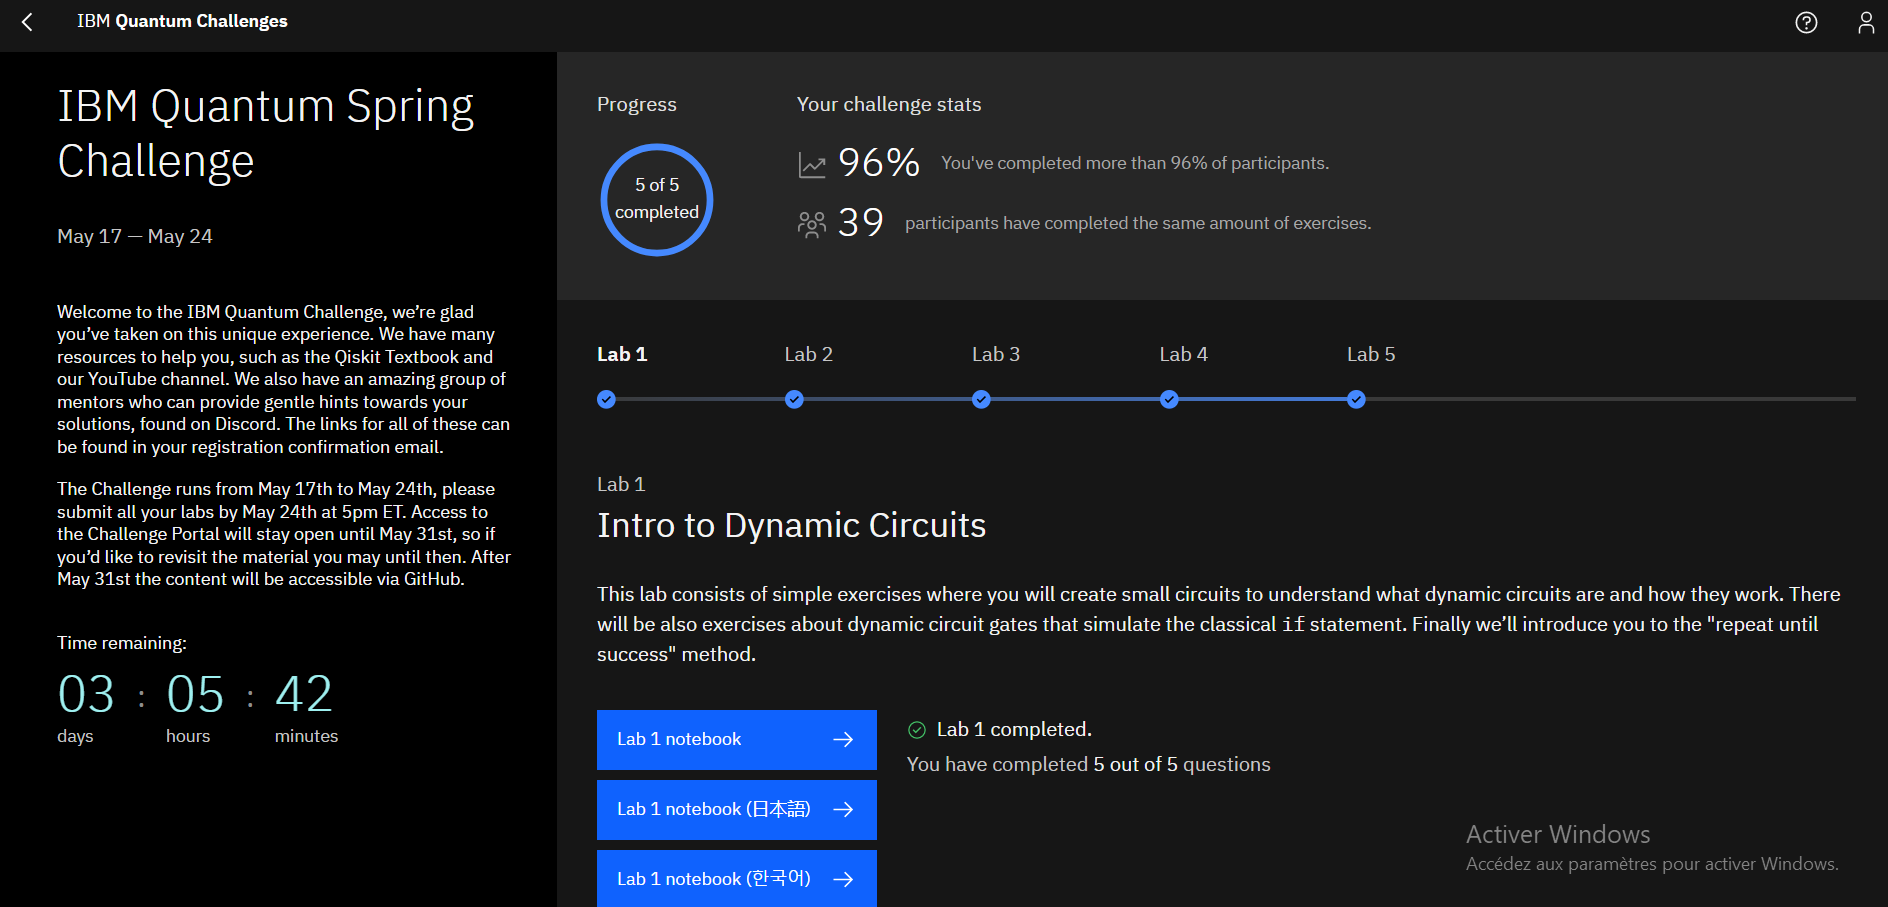 IBM Quantum Challenges
IBM Quantum Spring
Challenge
May 17 — May 24
Welcome to the IBM Quantum Challenge, we’re glad
you’ve taken on this unique experience. We have many
resources to help you, such as the Qiskit Textbook and
our YouTube channel. We also have an amazing group of
mentors who can provide gentle hints towards your
solutions, found on Discord. The links for all of these can
be found in your registration confirmation email.
The Challenge runs from May 17th to May 24th, please
submit all your labs by May 24th at 5pm ET. Access to
the Challenge Portal will stay open until May 31st, so if
you’d like to revisit the material you may until then. After
May 31st the content will be accessible via GitHub.
Time remaining:
03 : 05 : 42
days hours minutes
Progress
5 of 5
completed
Your challenge stats
96% You've completed more than 96% of participants.
39 participants have completed the same amount of exercises.
Lab 1 Lab 2 Lab 3 Lab 4 Lab 5
Lab 1
Intro to Dynamic Circuits
This lab consists of simple exercises where you will create small circuits to understand what dynamic circuits are and how they work. There
will be also exercises about dynamic circuit gates that simulate the classical if statement. Finally we’ll introduce you to the "repeat until
success" method.
Lab 1 notebook
Lab 1 notebook (日本語)
Lab 1 notebook (한국어)
Lab 1 completed.
You have completed 5 out of 5 questions
Activer Windows
Accédez aux paramètres pour activer Windows.